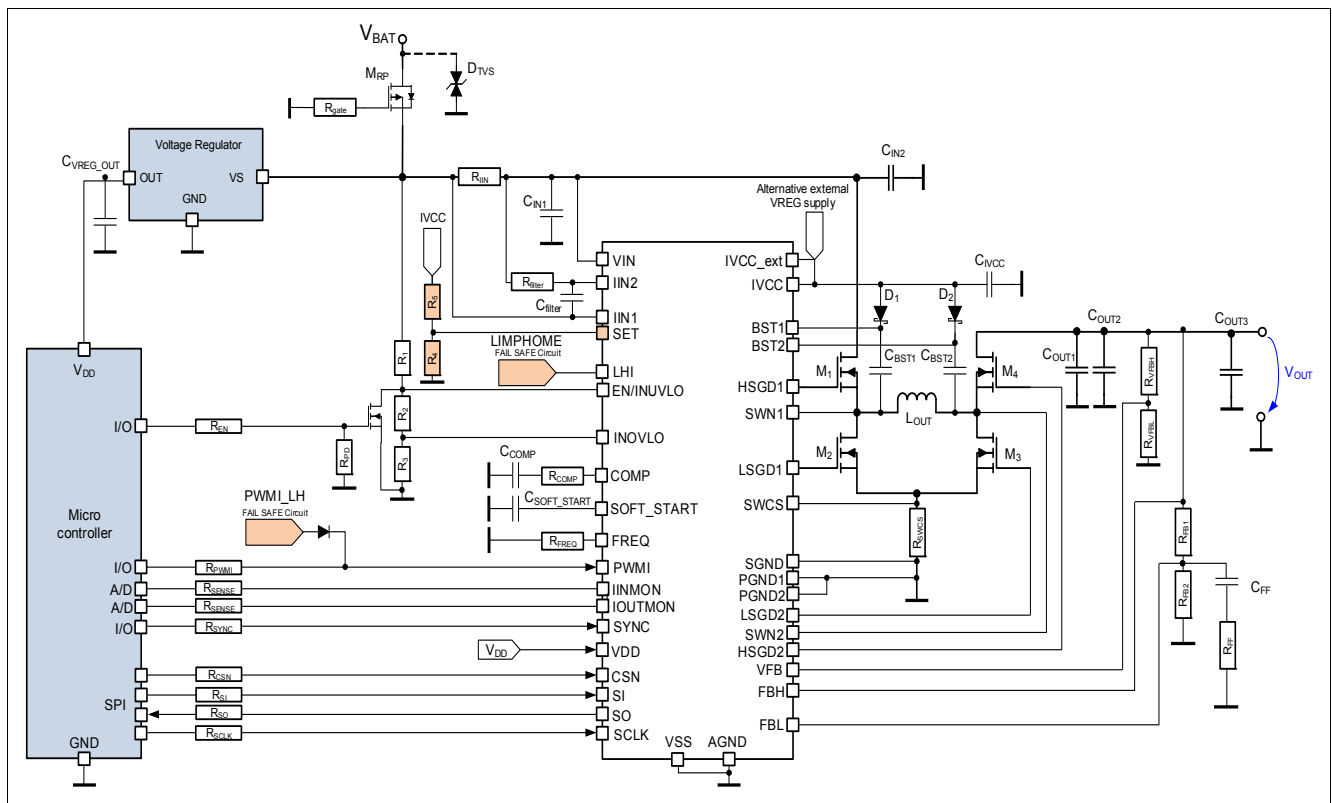 VBAT
MRP
DTVS
Rgate
Voltage Regulator
CVREG_OUT
OUT
VS
GND
RIIN
CIN1
CIN2
IVCC
Alternative external
VREG supply
VIN
IVCC_ext
Rfilter
IIN2
IVCC
CIVCC
Cfilter
R5
IIN1
D1
D2
BST1
SET
BST2
COUT1
COUT2
COUT3
R1
R4
LIMPHOME
FAIL SAFE Circuit
CBST1
CBST2
RVFBH
VOUT
VDD
LHI
M1
M4
HSGD1
EN/INUVLO
R2
SWN1
LOUT
RVFBL
I/O
REN
INOVLO
RPD
R3
M2
M3
LSGD1
CCOMP
RCOMP
COMP
CSOFT_START
SOFT_START
SWCS
PWMI_LH
FAIL SAFE Circuit
RFREQ
FREQ
RSWCS
RFB1
Micro
controller
I/O
RPWMI
PWMI
SGND
PGND1
A/D
RSENSE
IINMON
PGND2
RFB2
CFF
A/D
RSENSE
IOUTMON
LSGD2
I/O
RSYNC
SYNC
SWN2
VDD
VDD
HSGD2
RFF
RCSN
CSN
VFB
SPI
RSI
SI
FBH
RSO
SO
FBL
RSCLK
SCLK
GND
VSS
AGND